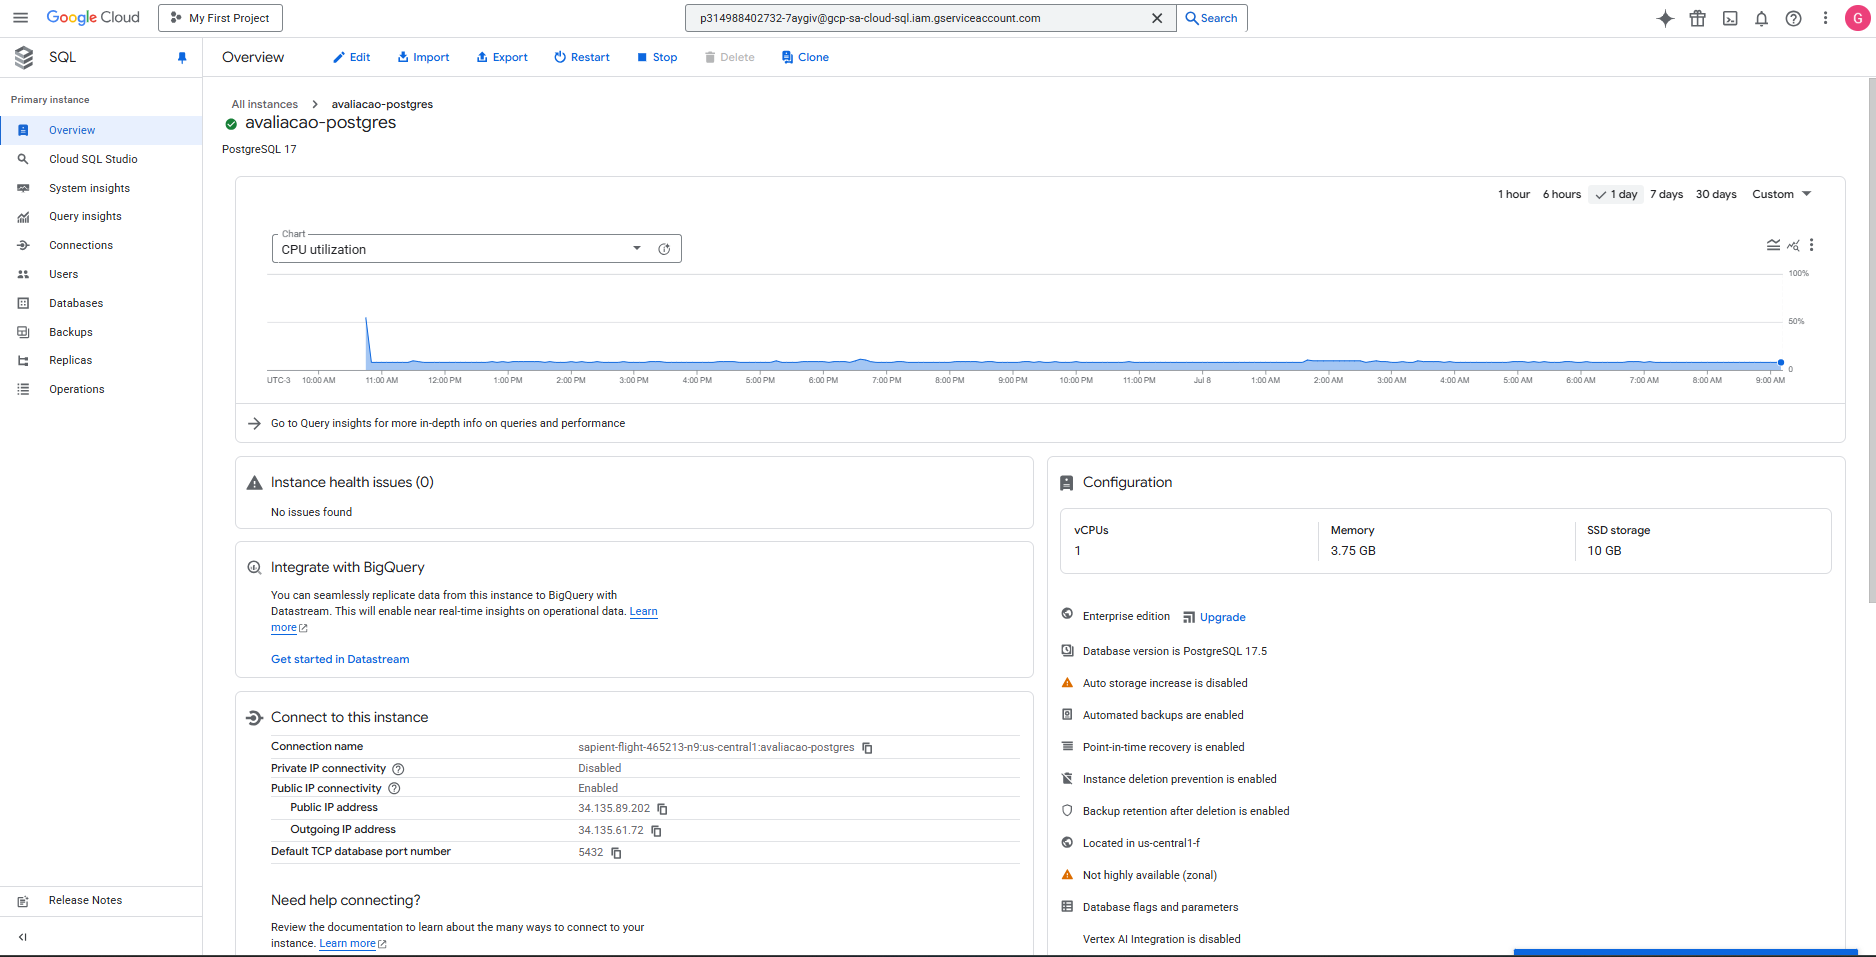 Google Cloud
My First Project
p314988402732-7aygiv@gcp-sa-cloud-sql.iam.gserviceaccount.com
Search
G
SQL
Overview
Edit
Import
Export
Restart
Stop
Delete
Clone
Primary instance
Overview
Cloud SQL Studio
System insights
Query insights
Connections
Users
Databases
Backups
Replicas
Operations
Release Notes
All instances
avaliacao-postgres
avaliacao-postgres
PostgreSQL 17
1 hour
6 hours
1 day
7 days
30 days
Custom
Chart
CPU utilization
100%
50%
0
UTC-3
10:00 AM
11:00 AM
12:00 PM
1:00 PM
2:00 PM
3:00 PM
4:00 PM
5:00 PM
6:00 PM
7:00 PM
8:00 PM
9:00 PM
10:00 PM
11:00 PM
Jul 8
1:00 AM
2:00 AM
3:00 AM
4:00 AM
5:00 AM
6:00 AM
7:00 AM
8:00 AM
9:00 AM
Go to Query insights for more in-depth info on queries and performance
Instance health issues (0)
No issues found
Integrate with BigQuery
You can seamlessly replicate data from this instance to BigQuery with
Datastream. This will enable near real-time insights on operational data. Learn
more
Get started in Datastream
Connect to this instance
Connection name
sapient-flight-465213-n9:us-central1:avaliacao-postgres
Private IP connectivity
Disabled
Public IP connectivity
Enabled
Public IP address
34.135.89.202
Outgoing IP address
34.135.61.72
Default TCP database port number
5432
Need help connecting?
Review the documentation to learn about the many ways to connect to your
instance. Learn more
Configuration
vCPUs
1
Memory
3.75 GB
SSD storage
10 GB
Enterprise edition
Upgrade
Database version is PostgreSQL 17.5
Auto storage increase is disabled
Automated backups are enabled
Point-in-time recovery is enabled
Instance deletion prevention is enabled
Backup retention after deletion is enabled
Located in us-central1-f
Not highly available (zonal)
Database flags and parameters
Vertex AI Integration is disabled